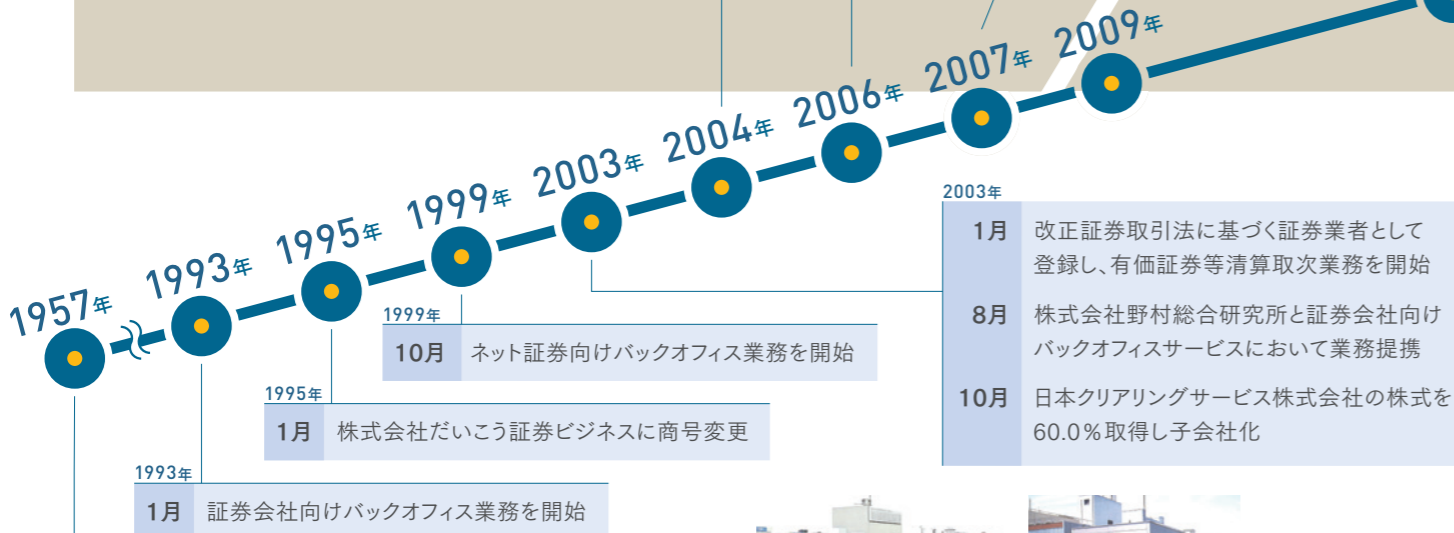 1957年
1993年
1995年
1999年
2003年
2004年
2006年
2007年
2009年
2003年
1月 改正証券取引法に基づく証券業者として
登録し、有価証券等清算取次業務を開始
8月 株式会社野村総合研究所と証券会社向け
バックオフィスサービスにおいて業務提携
10月 日本クリアリングサービス株式会社の株式を
60.0%取得し子会社化
1999年
10月 ネット証券向けバックオフィス業務を開始
1995年
1月 株式会社だいこう証券ビジネスに商号変更
1993年
1月 証券会社向けバックオフィス業務を開始